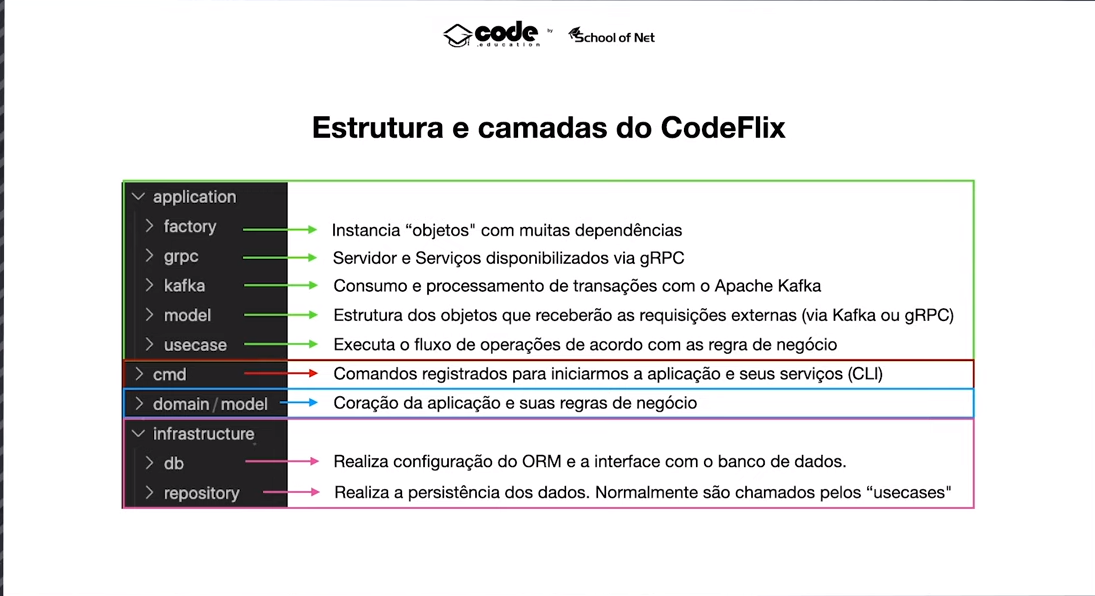 code
.education
by
School of Net
Estrutura e camadas do CodeFlix
application
factory
Instancia “objetos" com muitas dependências
grpc
Servidor e Serviços disponibilizados via gRPC
kafka
Consumo e processamento de transações com o Apache Kafka
model
Estrutura dos objetos que receberão as requisições externas (via Kafka ou gRPC)
usecase
Executa o fluxo de operações de acordo com as regra de negócio
cmd
Comandos registrados para iniciarmos a aplicação e seus serviços (CLI)
domain/model
Coração da aplicação e suas regras de negócio
infrastructure
db
Realiza configuração do ORM e a interface com o banco de dados.
repository
Realiza a persistência dos dados. Normalmente são chamados pelos “usecases"